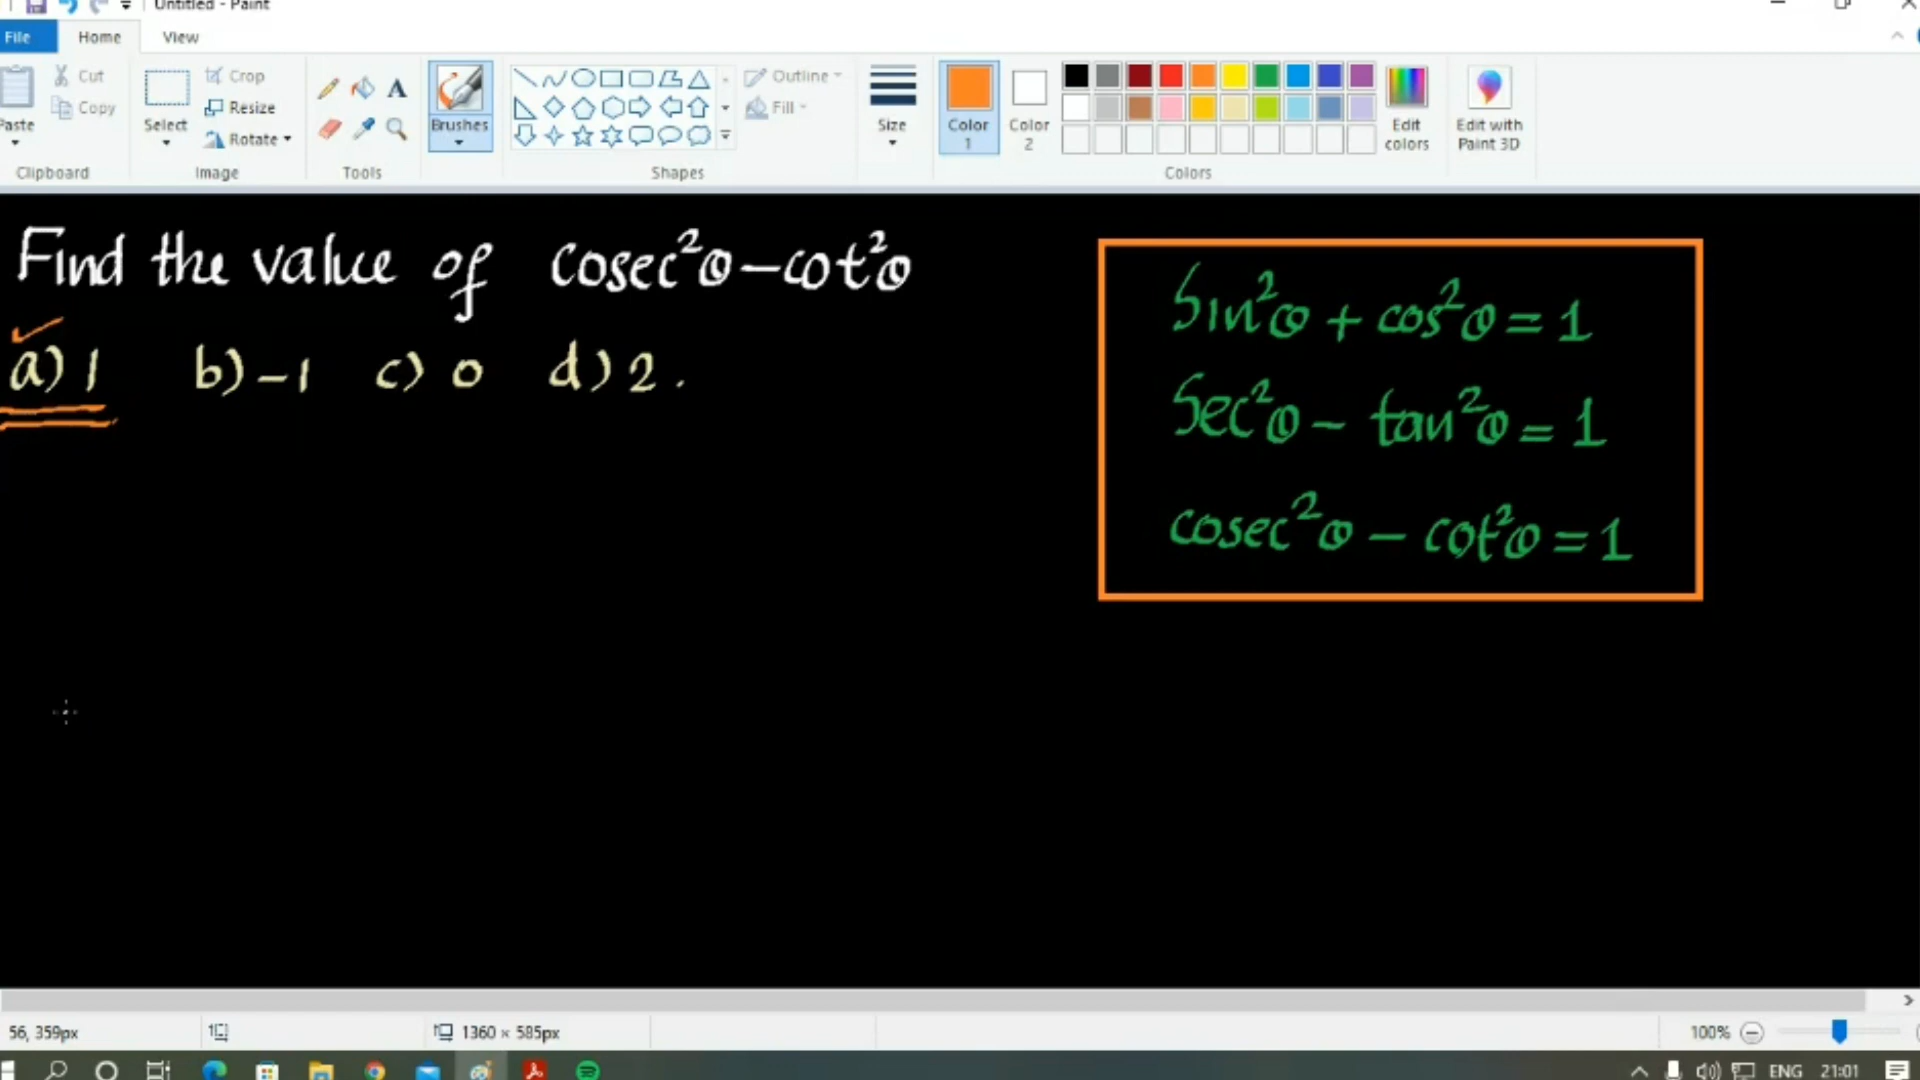 Untitled - Paint
File Home View
Cut
Copy
Paste
Clipboard
Select
Crop
Resize
Rotate
Image
Tools
Brushes
Shapes
Outline
Fill
Size
Color 1
Color 2
Edit colors
Colors
Edit with Paint 3D
Find the value of cosec²θ – cot²θ
a) 1 b) –1 c) 0 d) 2 .
Sin²θ + cos²θ = 1
Sec²θ – tan²θ = 1
cosec²θ – cot²θ = 1
56, 359px
1360 × 585px
100%
ENG 21:01